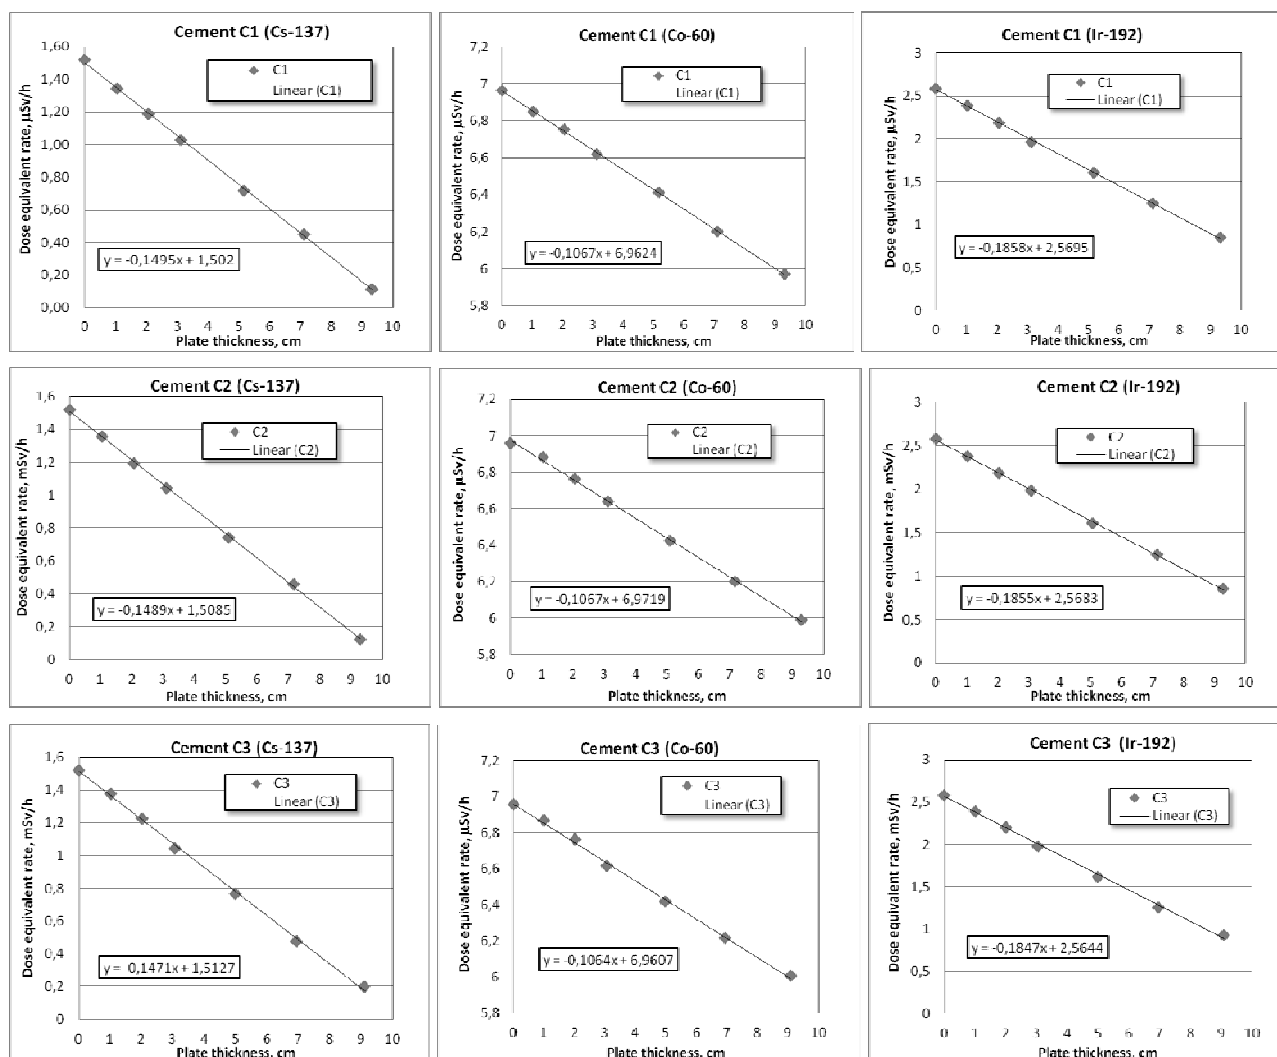 Cement C1 (Cs-137)
Dose equivalent rate, µSv/h
1,60
1,40
1,20
1,00
0,80
0,60
0,40
0,20
0,00
C1
Linear (C1)
y = -0,1495x + 1,502
0 1 2 3 4 5 6 7 8 9 10
Plate thickness, cm
Cement C1 (Co-60)
Dose equivalent rate, µSv/h
7,2
7
6,8
6,6
6,4
6,2
6
5,8
C1
Linear (C1)
y = -0,1067x + 6,9624
0 1 2 3 4 5 6 7 8 9 10
Plate thickness, cm
Cement C1 (Ir-192)
Dose equivalent rate, µSv/h
3
2,5
2
1,5
1
0,5
0
C1
Linear (C1)
y = -0,1858x + 2,5695
0 1 2 3 4 5 6 7 8 9 10
Plate thickness, cm
Cement C2 (Cs-137)
Dose equivalent rate, mSv/h
1,6
1,4
1,2
1
0,8
0,6
0,4
0,2
0
C2
Linear (C2)
y = -0,1489x + 1,5085
0 1 2 3 4 5 6 7 8 9 10
Plate thickness, cm
Cement C2 (Co-60)
Dose equivalent rate, µSv/h
7,2
7
6,8
6,6
6,4
6,2
6
5,8
C2
Linear (C2)
y = -0,1067x + 6,9719
0 1 2 3 4 5 6 7 8 9 10
Plate thickness, cm
Cement C2 (Ir-192)
Dose equivalent rate, mSv/h
3
2,5
2
1,5
1
0,5
0
C2
Linear (C2)
y = -0,1855x + 2,5683
0 1 2 3 4 5 6 7 8 9 10
Plate thickness, cm
Cement C3 (Cs-137)
Dose equivalent rate, mSv/h
1,6
1,4
1,2
1
0,8
0,6
0,4
0,2
0
C3
Linear (C3)
y = 0,1471x + 1,5127
0 1 2 3 4 5 6 7 8 9 10
Plate thickness, cm
Cement C3 (Co-60)
Dose equivalent rate, µSv/h
7,2
7
6,8
6,6
6,4
6,2
6
5,8
C3
Linear (C3)
y = -0,1064x + 6,9607
0 1 2 3 4 5 6 7 8 9 10
Plate thickness, cm
Cement C3 (Ir-192)
Dose equivalent rate, mSv/h
3
2,5
2
1,5
1
0,5
0
C3
Linear (C3)
y = -0,1847x + 2,5644
0 1 2 3 4 5 6 7 8 9 10
Plate thickness, cm